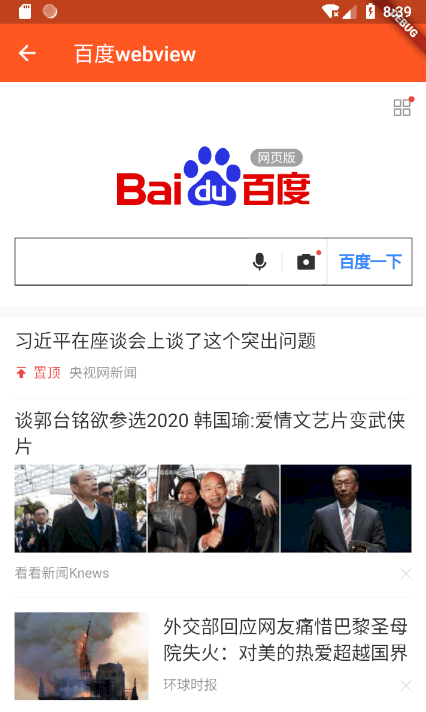 8:39
DEBUG
百度webview
网页版
Bai du 百度
百度一下
习近平在座谈会上谈了这个突出问题
置顶 央视网新闻
谈郭台铭欲参选2020 韩国瑜:爱情文艺片变武侠
片
看看新闻Knews
外交部回应网友痛惜巴黎圣母
院失火：对美的热爱超越国界
环球时报